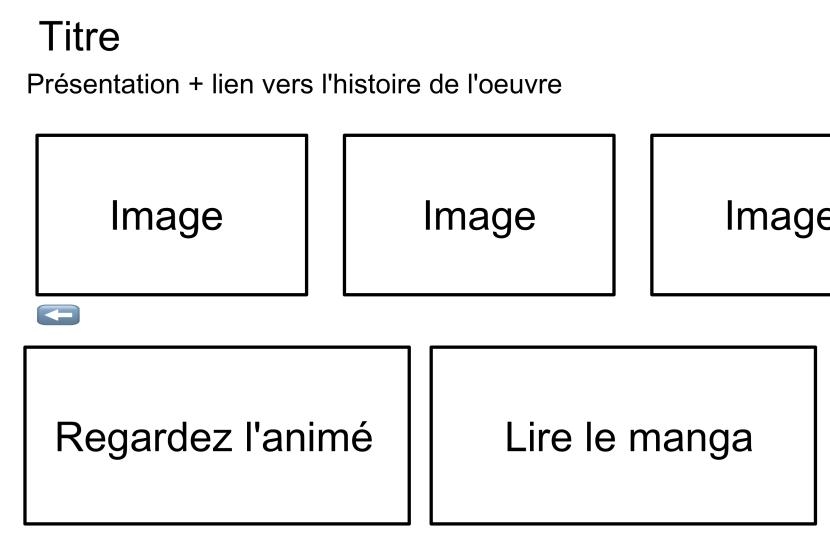 Titre
Présentation + lien vers l'histoire de l'oeuvre
Image Image Image
Regardez l'animé Lire le manga